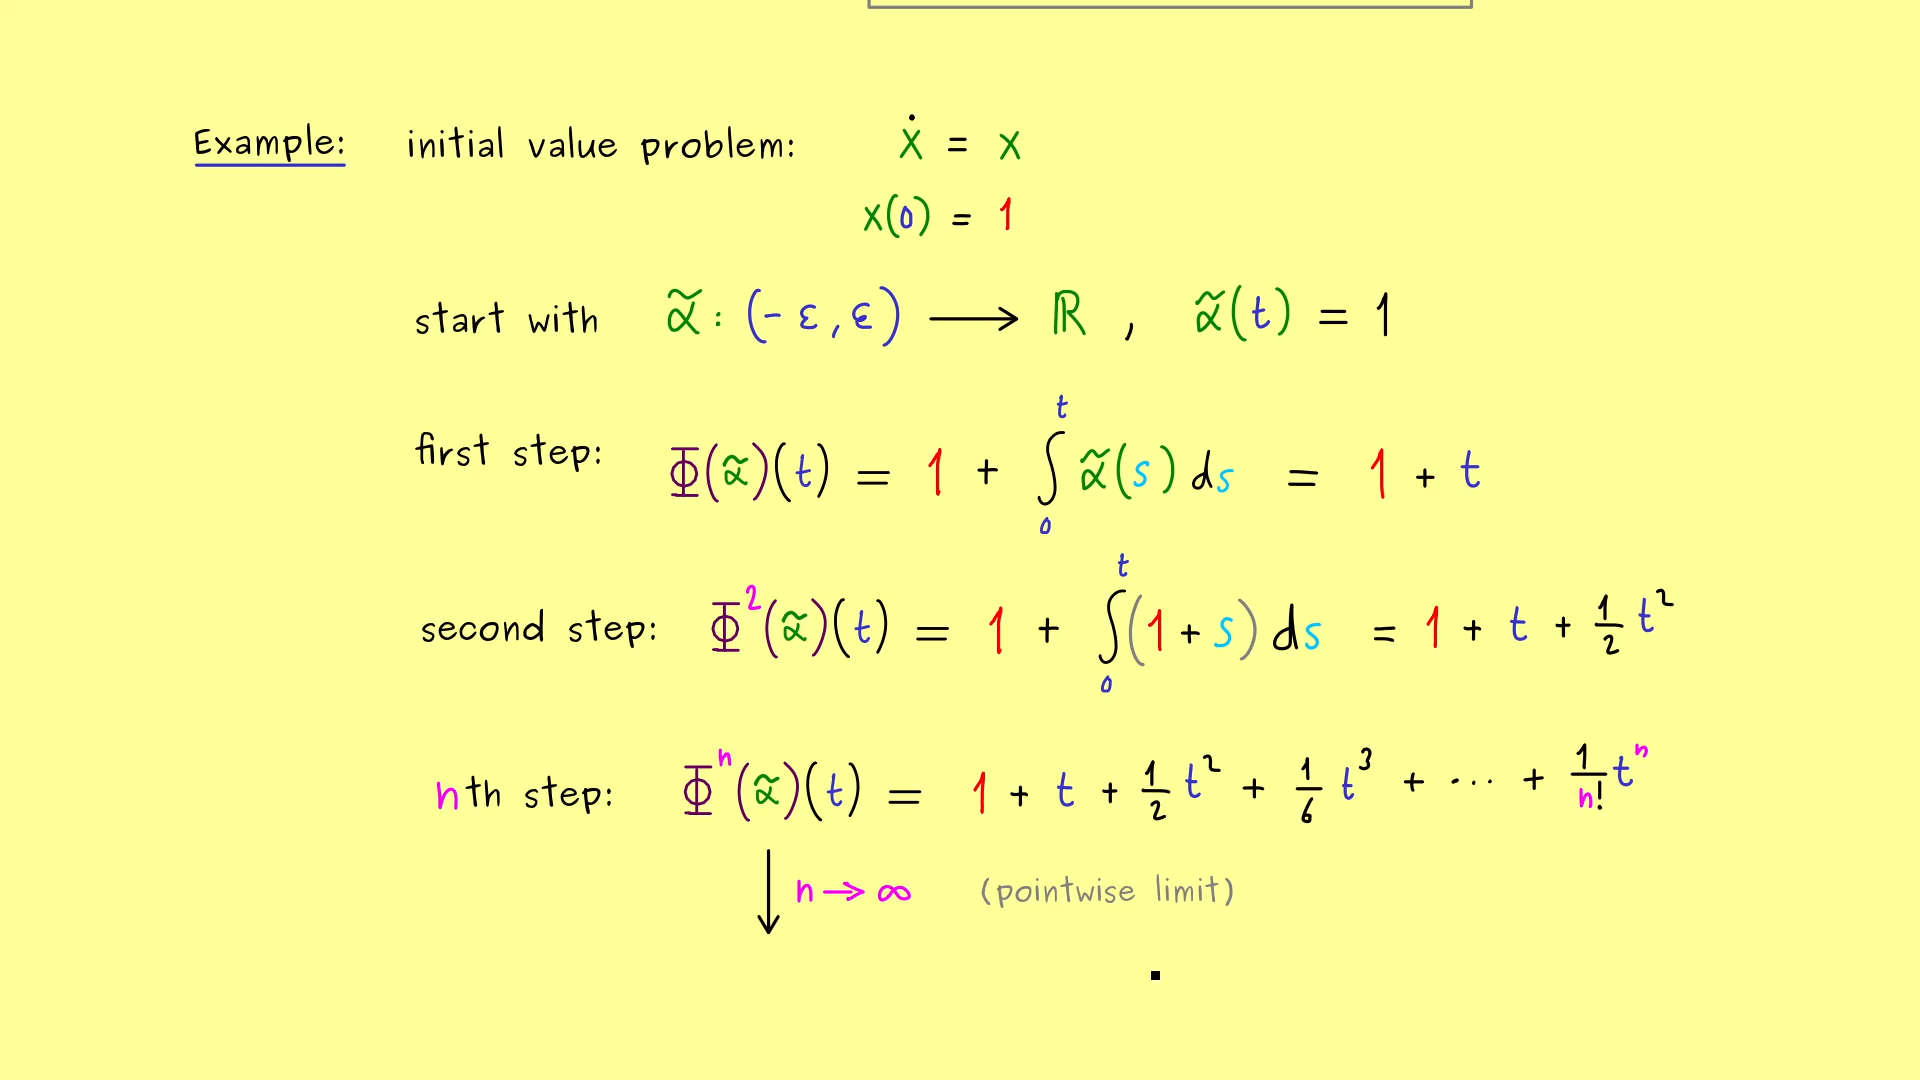 Example: initial value problem: ẋ = x
x(0) = 1
start with α̃ : (-ε, ε) ⟶ ℝ , α̃(t) = 1
first step: Φ(α̃)(t) = 1 + ∫₀ᵗ α̃(s) ds = 1 + t
second step: Φ²(α̃)(t) = 1 + ∫₀ᵗ (1 + s) ds = 1 + t + ½ t²
nth step: Φⁿ(α̃)(t) = 1 + t + ½ t² + 1/6 t³ + ··· + 1/n! tⁿ
↓ n → ∞ (pointwise limit)